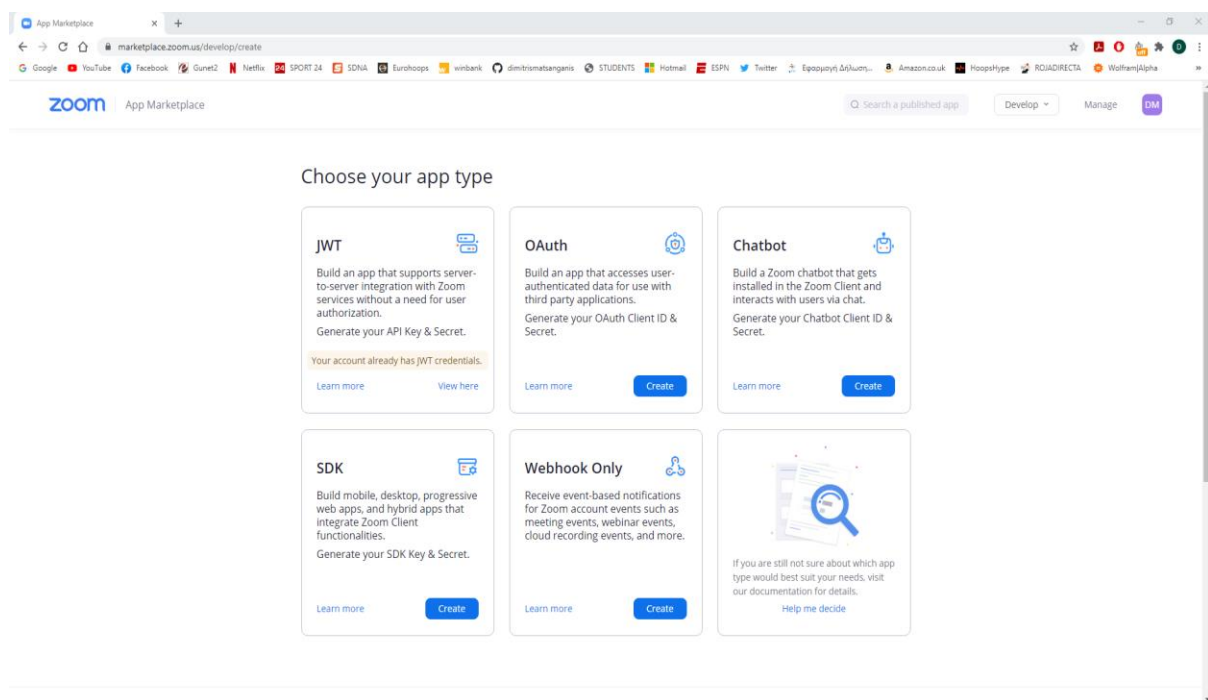 App Marketplace
marketplace.zoom.us/develop/create
Google YouTube Facebook Gunet2 Netflix 24 SPORT 24 SDNA Eurohoops winbank dimitrismatsanganis STUDENTS Hotmail ESPN Twitter Εφαρμογή Δήλωση... Amazon.co.uk HoopsHype ROJADIRECTA Wolfram|Alpha »
zoom App Marketplace Search a published app Develop Manage DM
Choose your app type
JWT
Build an app that supports server-
to-server integration with Zoom
services without a need for user
authorization.
Generate your API Key & Secret.
Your account already has JWT credentials.
Learn more View here
OAuth
Build an app that accesses user-
authenticated data for use with
third party applications.
Generate your OAuth Client ID &
Secret.
Learn more Create
Chatbot
Build a Zoom chatbot that gets
installed in the Zoom Client and
interacts with users via chat.
Generate your Chatbot Client ID &
Secret.
Learn more Create
SDK
Build mobile, desktop, progressive
web apps, and hybrid apps that
integrate Zoom Client
functionalities.
Generate your SDK Key & Secret.
Learn more Create
Webhook Only
Receive event-based notifications
for Zoom account events such as
meeting events, webinar events,
cloud recording events, and more.
Learn more Create
If you are still not sure about which app
type would best suit your needs, visit
our documentation for details.
Help me decide